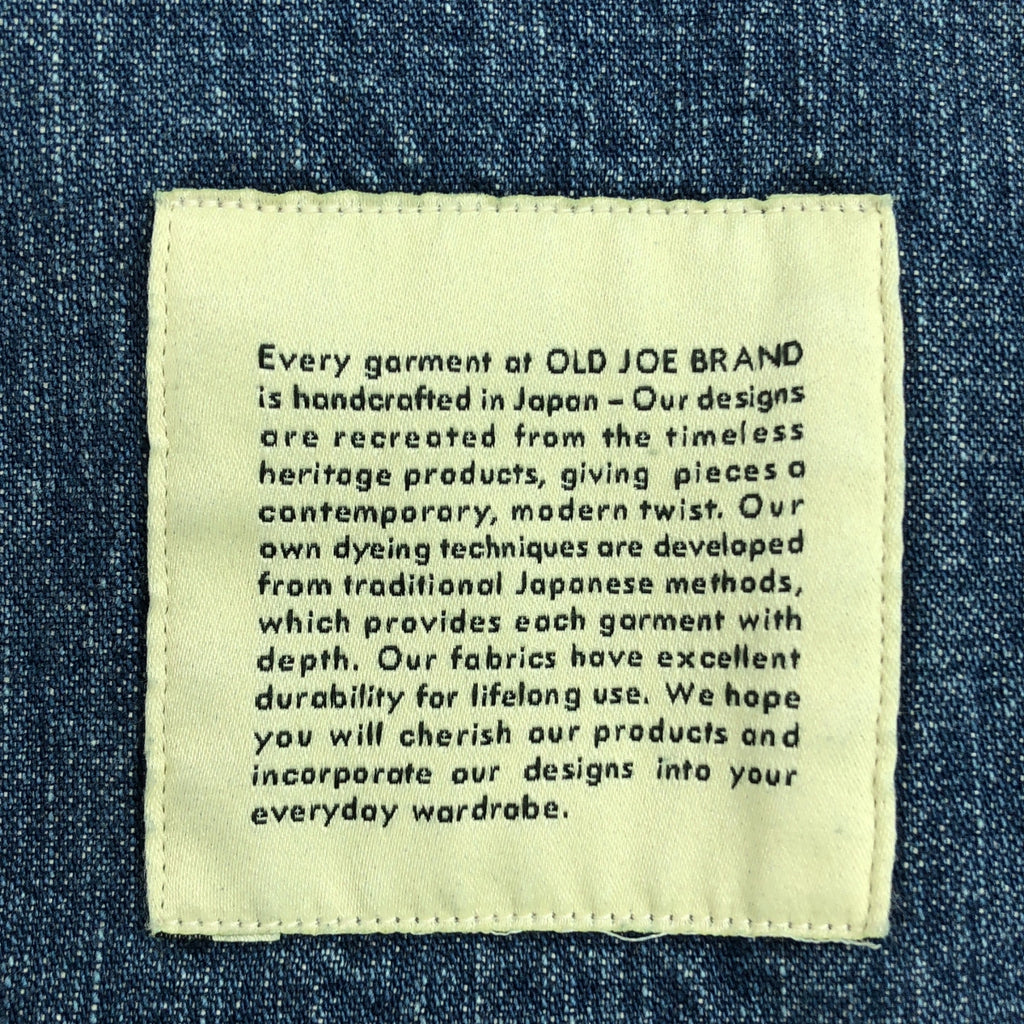 Every garment at OLD JOE BRAND
is handcrafted in Japan – Our designs
are recreated from the timeless
heritage products, giving pieces a
contemporary, modern twist. Our
own dyeing techniques are developed
from traditional Japanese methods,
which provides each garment with
depth. Our fabrics have excellent
durability for lifelong use. We hope
you will cherish our products and
incorporate our designs into your
everyday wardrobe.